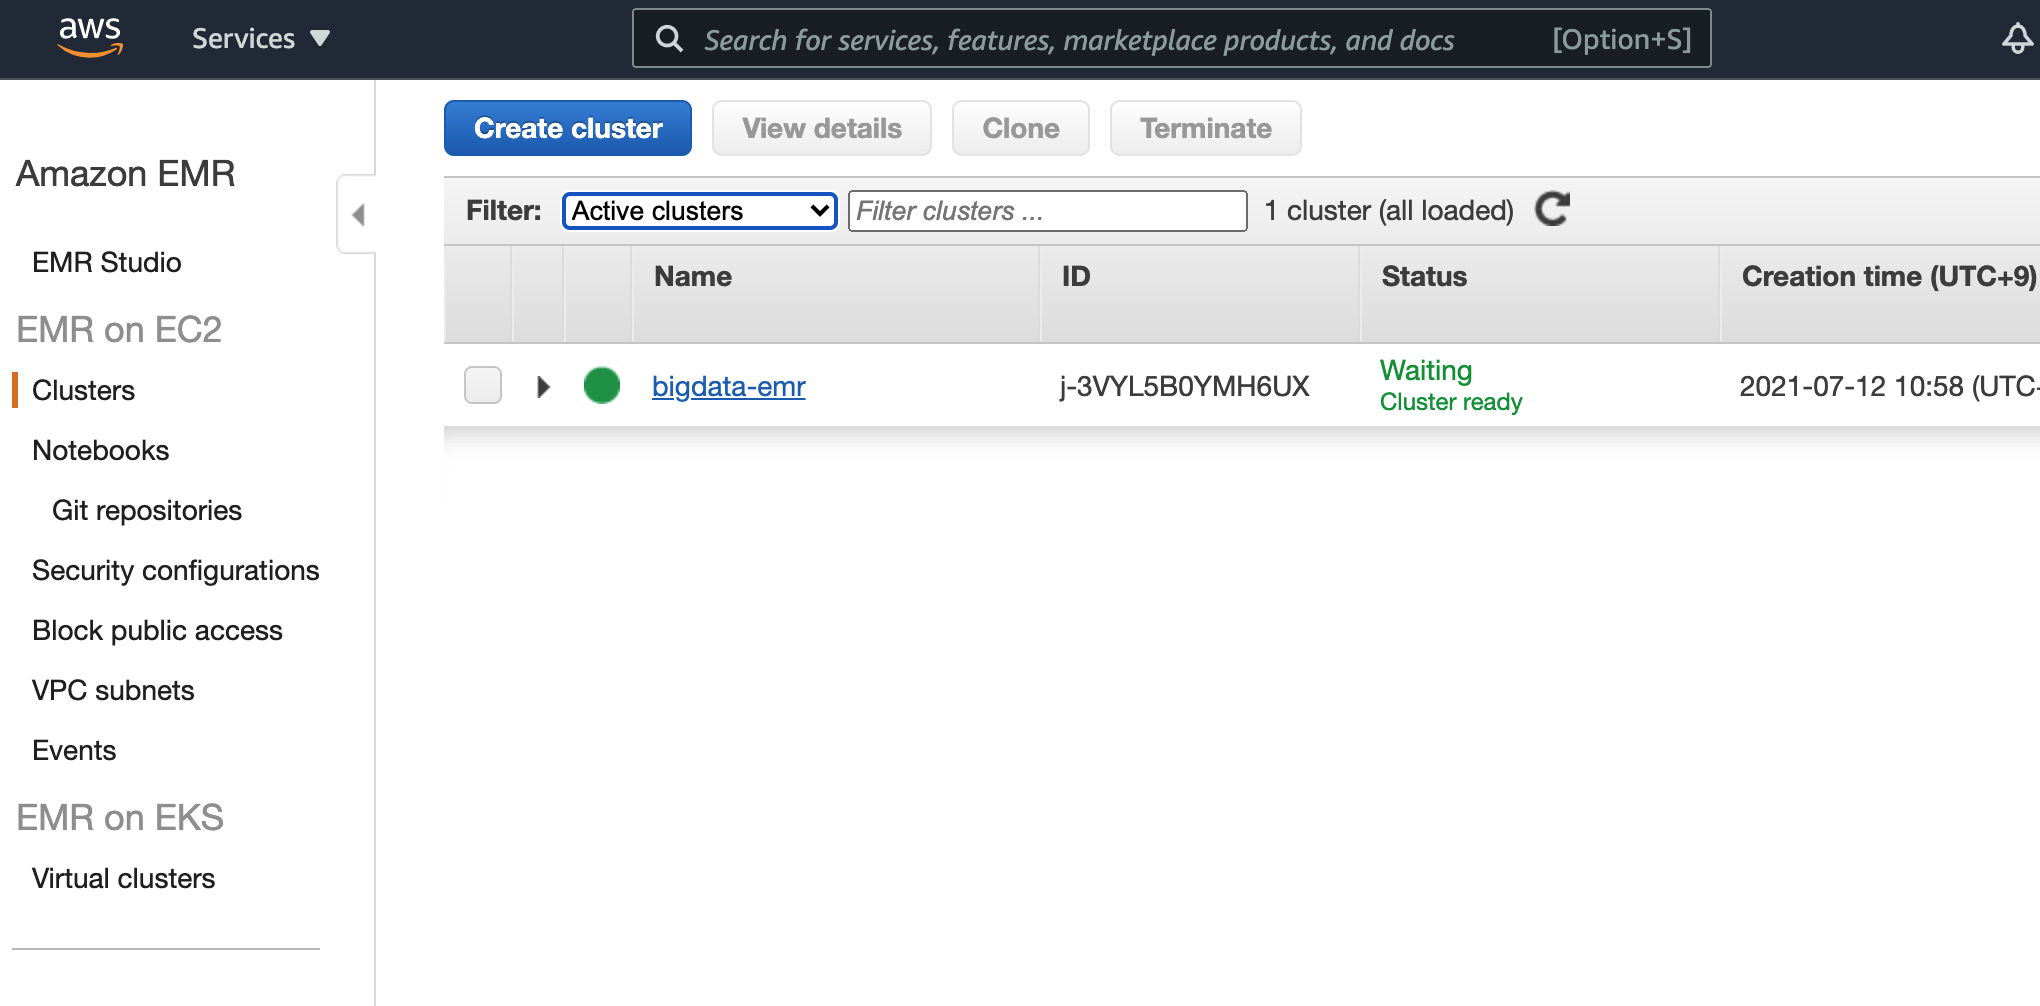 aws
Services
Search for services, features, marketplace products, and docs [Option+S]
Amazon EMR
EMR Studio
EMR on EC2
Clusters
Notebooks
Git repositories
Security configurations
Block public access
VPC subnets
Events
EMR on EKS
Virtual clusters
Create cluster View details Clone Terminate
Filter: Active clusters Filter clusters ... 1 cluster (all loaded)
Name ID Status Creation time (UTC+9)
bigdata-emr j-3VYL5B0YMH6UX Waiting 2021-07-12 10:58 (UTC
Cluster ready